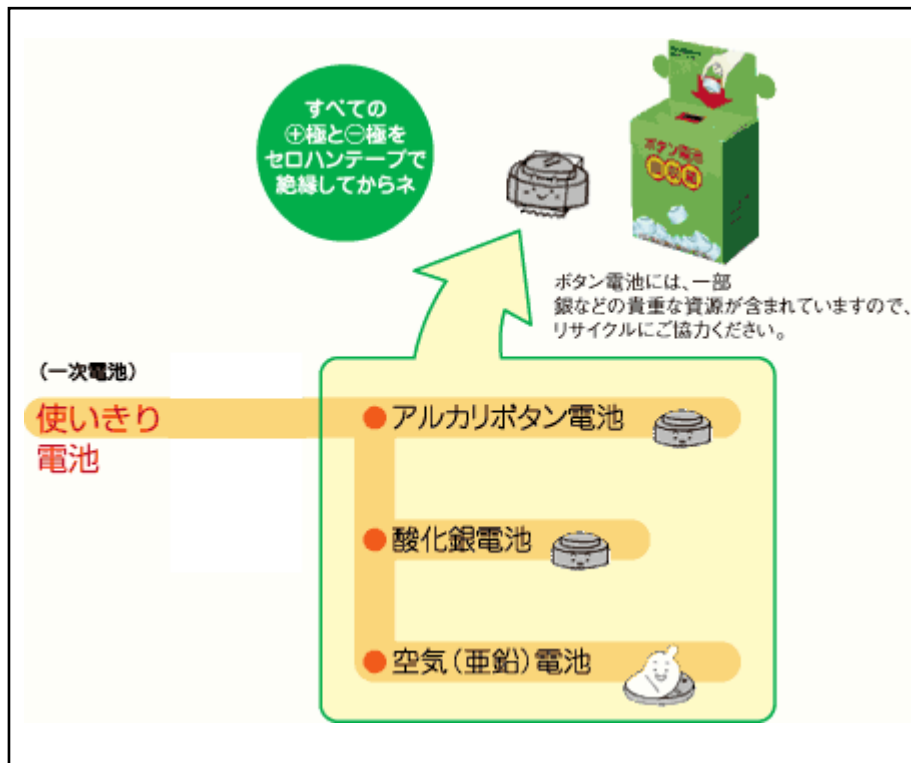 すべての
⊕極と⊖極を
セロハンテープで
絶縁してからネ
ボタン電池
回収箱
ボタン電池には、一部
銀などの貴重な資源が含まれていますので、
リサイクルにご協力ください。
（一次電池）
使いきり
電池
アルカリボタン電池
酸化銀電池
空気（亜鉛）電池